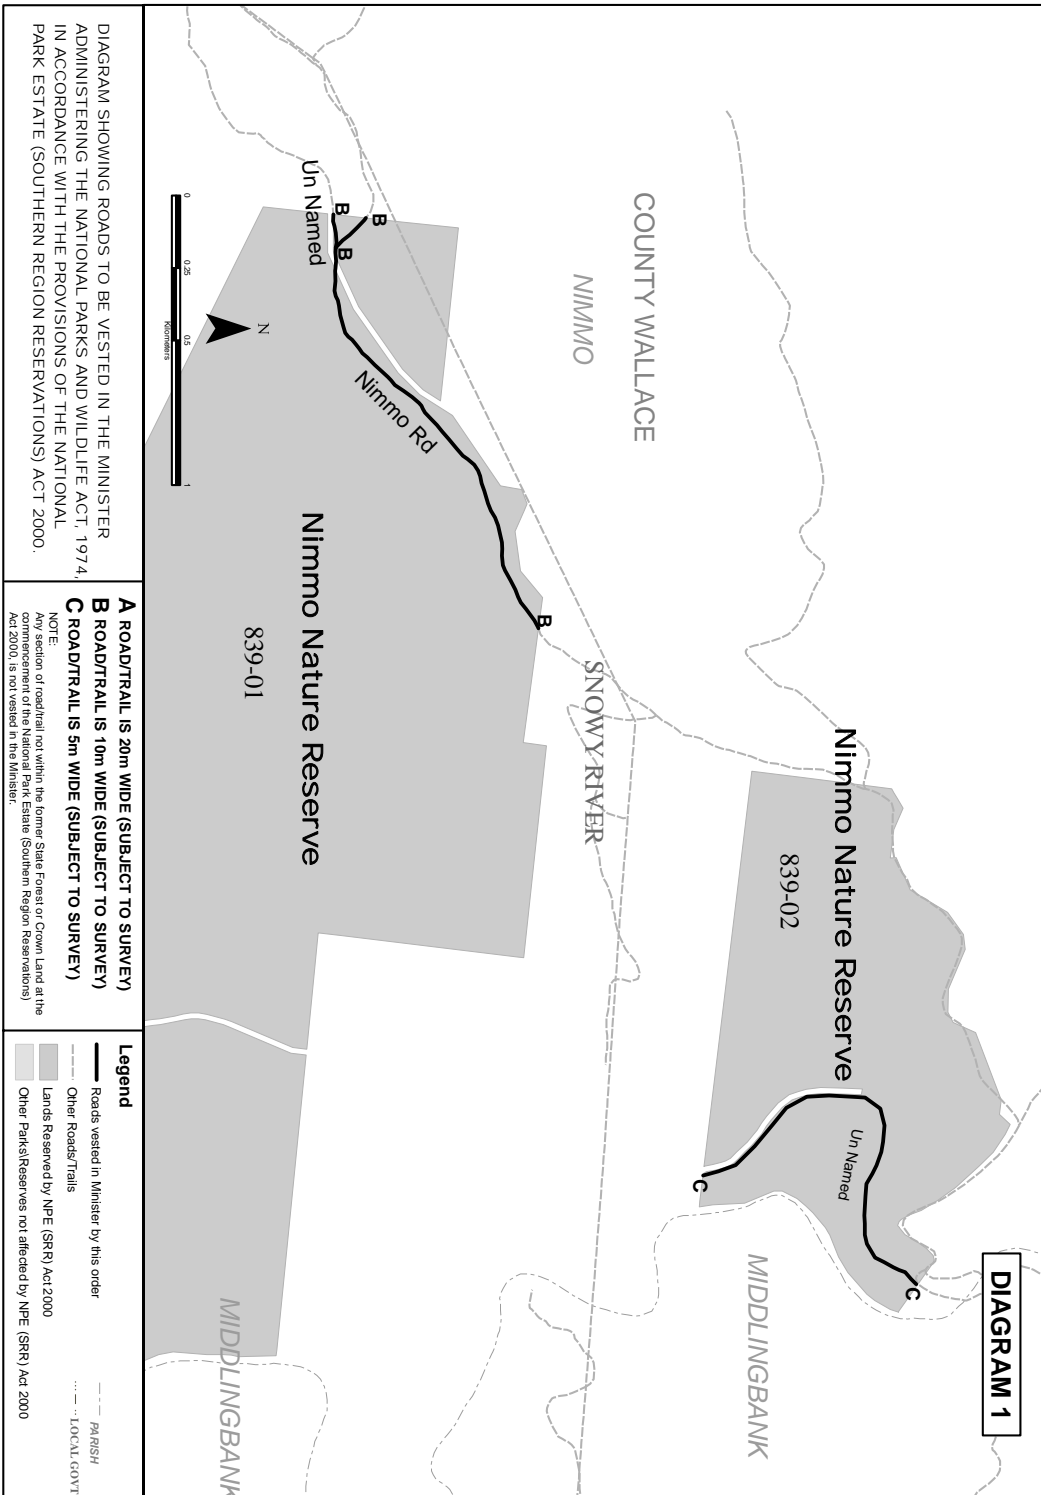 DIAGRAM 1
COUNTY WALLACE
NIMMO
Nimmo Nature Reserve
839-02
Un Named
C
C
MIDDLINGBANK
SNOWY RIVER
B
B
B
B
Un Named
Nimmo Rd
Nimmo Nature Reserve
839-01
MIDDLINGBANK
N
0 0.25 0.5 1
Kilometers
DIAGRAM SHOWING ROADS TO BE VESTED IN THE MINISTER
ADMINISTERING THE NATIONAL PARKS AND WILDLIFE ACT, 1974,
IN ACCORDANCE WITH THE PROVISIONS OF THE NATIONAL
PARK ESTATE (SOUTHERN REGION RESERVATIONS) ACT 2000.
A ROAD/TRAIL IS 20m WIDE (SUBJECT TO SURVEY)
B ROAD/TRAIL IS 10m WIDE (SUBJECT TO SURVEY)
C ROAD/TRAIL IS 5m WIDE (SUBJECT TO SURVEY)
NOTE:
Any section of road/trail not within the former State Forest or Crown Land at the
commencement of the National Park Estate (Southern Region Reservations)
Act 2000, is not vested in the Minister.
Legend
Roads vested in Minister by this order
Other Roads/Trails
Lands Reserved by NPE (SRR) Act 2000
Other Parks\Reserves not affected by NPE (SRR) Act 2000
PARISH
LOCAL GOVT